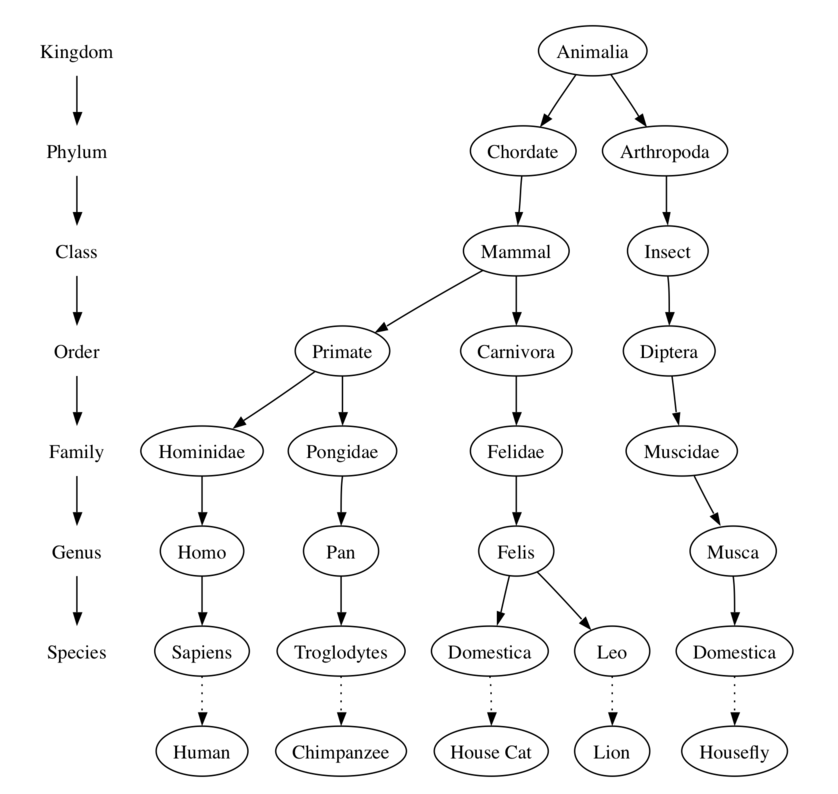 Kingdom
Animalia
Phylum
Chordate
Arthropoda
Class
Mammal
Insect
Order
Primate
Carnivora
Diptera
Family
Hominidae
Pongidae
Felidae
Muscidae
Genus
Homo
Pan
Felis
Musca
Species
Sapiens
Troglodytes
Domestica
Leo
Domestica
Human
Chimpanzee
House Cat
Lion
Housefly